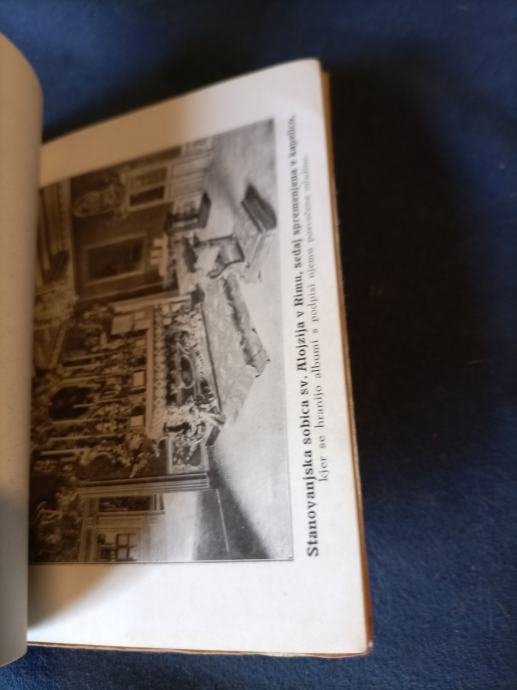 Stanovanjska sobica sv. Alojzija v Rimu, sedaj spremenjena v kapelico,
kjer se hranijo albumi s podpisi njemu posvečene mladine.